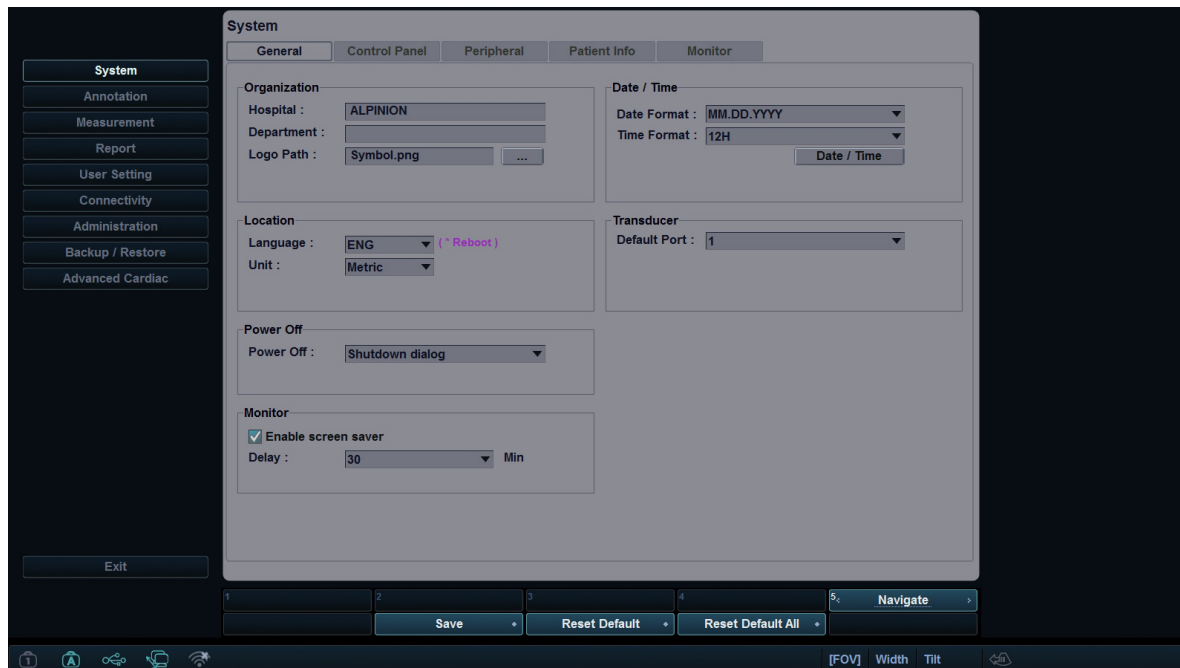 System
General Control Panel Peripheral Patient Info Monitor
System
Annotation
Measurement
Report
User Setting
Connectivity
Administration
Backup / Restore
Advanced Cardiac
Exit
Organization
Hospital : ALPINION
Department :
Logo Path : Symbol.png ...
Date / Time
Date Format : MM.DD.YYYY
Time Format : 12H
Date / Time
Location
Language : ENG ( * Reboot )
Unit : Metric
Transducer
Default Port : 1
Power Off
Power Off : Shutdown dialog
Monitor
Enable screen saver
Delay : 30 Min
1 2 3 4 5 Navigate
Save Reset Default Reset Default All
1 A [FOV] Width Tilt